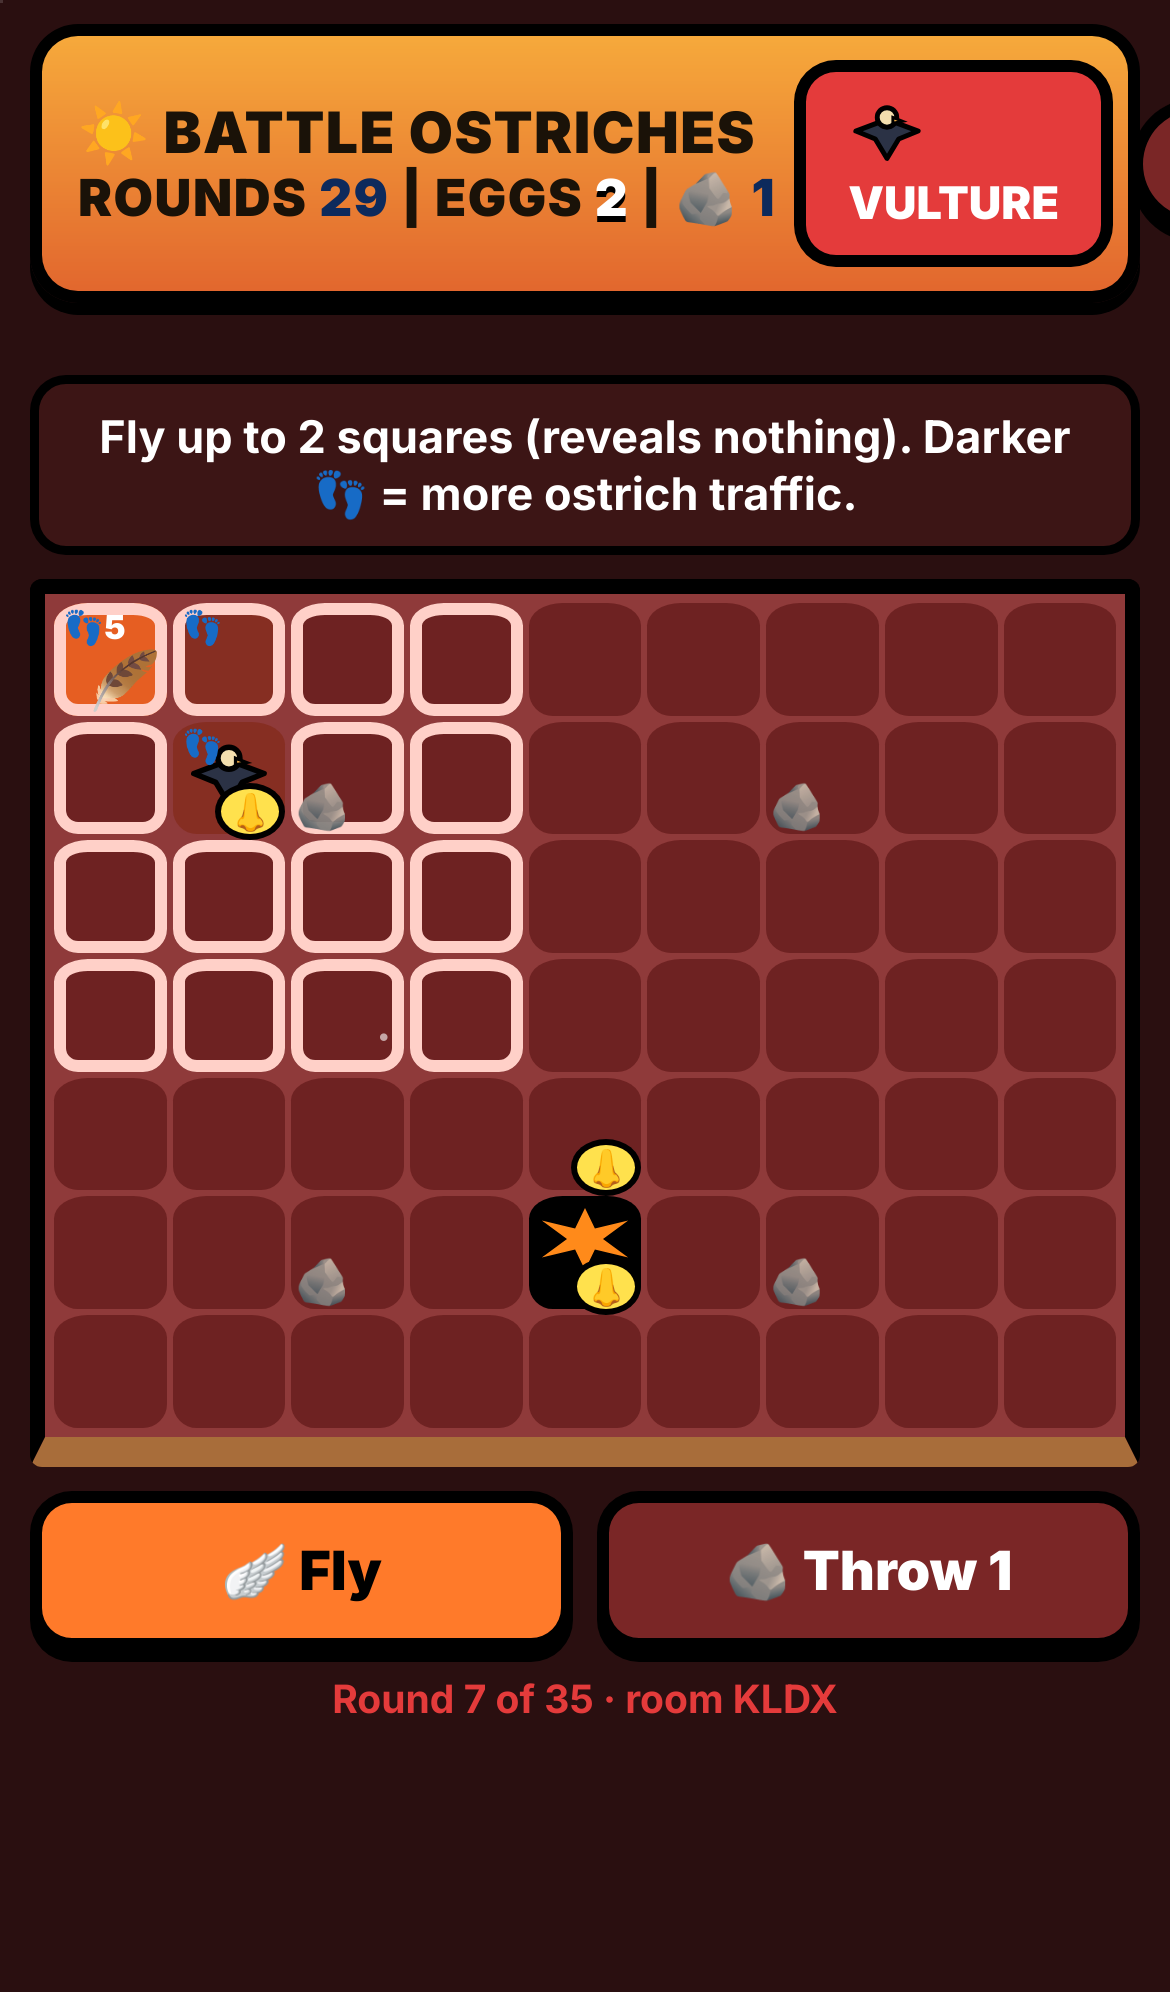 ☀️ BATTLE OSTRICHES
ROUNDS 29 | EGGS 2 | 🪨 1
VULTURE
Fly up to 2 squares (reveals nothing). Darker
👣 = more ostrich traffic.
5
Fly
Throw 1
Round 7 of 35 · room KLDX